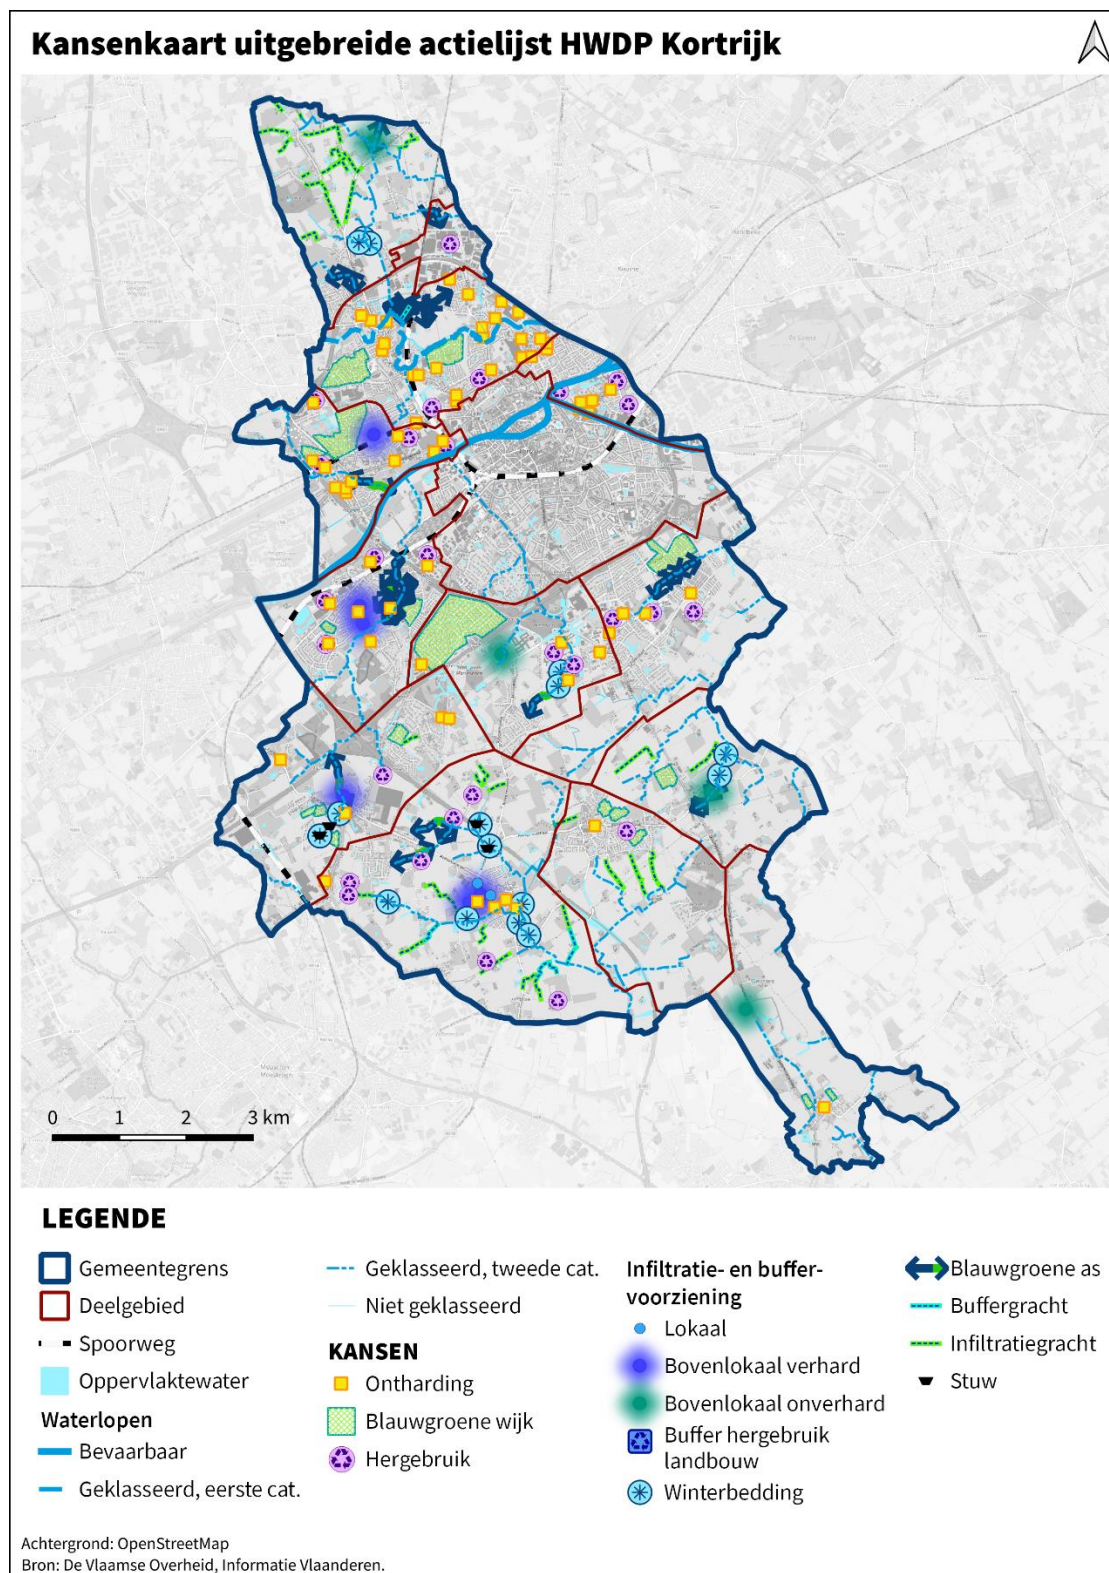 Kansenkaart uitgebreide actielijst HWDP Kortrijk
0 1 2 3 km
LEGENDE
Gemeentegrens
Deelgebied
Spoorweg
Oppervlaktewater
Waterlopen
Bevaarbaar
Geklasseerd, eerste cat.
Geklasseerd, tweede cat.
Niet geklasseerd
KANSEN
Ontharding
Blauwgroene wijk
Hergebruik
Infiltratie- en buffer-
voorziening
Lokaal
Bovenlokaal verhard
Bovenlokaal onverhard
Buffer hergebruik
landbouw
Winterbedding
Blauwgroene as
Buffergracht
Infiltratiegracht
Stuw
Achtergrond: OpenStreetMap
Bron: De Vlaamse Overheid, Informatie Vlaanderen.